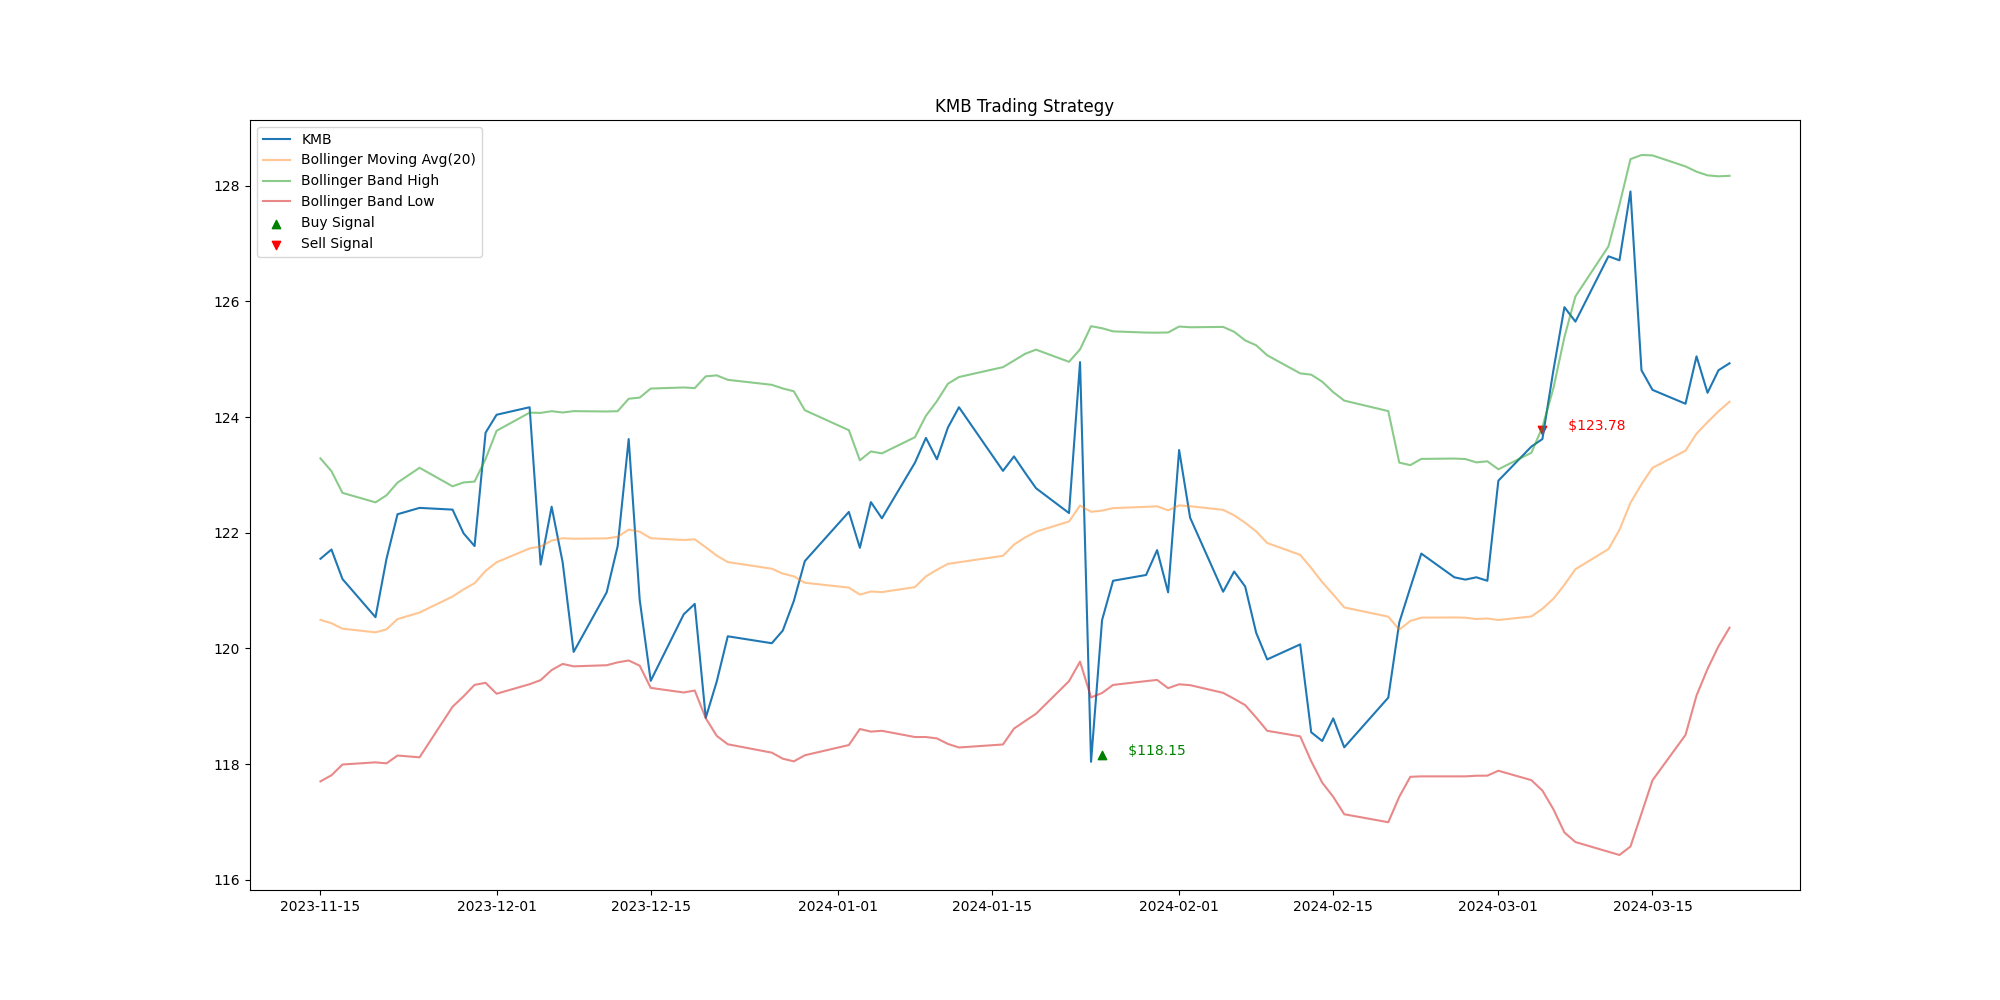 KMB Trading Strategy
KMB
Bollinger Moving Avg(20)
Bollinger Band High
Bollinger Band Low
Buy Signal
Sell Signal
128
126
124
122
120
118
116
$123.78
$118.15
2023-11-15 2023-12-01 2023-12-15 2024-01-01 2024-01-15 2024-02-01 2024-02-15 2024-03-01 2024-03-15